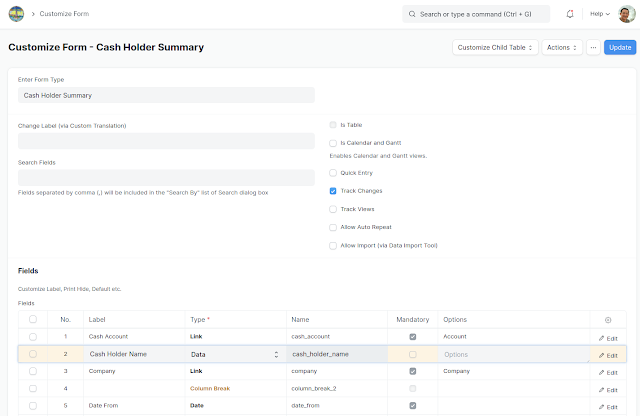 Customize Form
Search or type a command (Ctrl + G)
Help
Customize Form - Cash Holder Summary
Customize Child Table
Actions
Update
Enter Form Type
Cash Holder Summary
Change Label (via Custom Translation)
Is Table
Is Calendar and Gantt
Enables Calendar and Gantt views.
Search Fields
Quick Entry
Fields separated by comma (,) will be included in the "Search By" list of Search dialog box
Track Changes
Track Views
Allow Auto Repeat
Allow Import (via Data Import Tool)
Fields
Customize Label, Print Hide, Default etc.
Fields
No. Label Type * Name Mandatory Options
1 Cash Account Link cash_account Account Edit
2 Cash Holder Name Data cash_holder_name Options Edit
3 Company Link company Company Edit
4 Column Break column_break_2 Edit
5 Date From Date date_from Edit